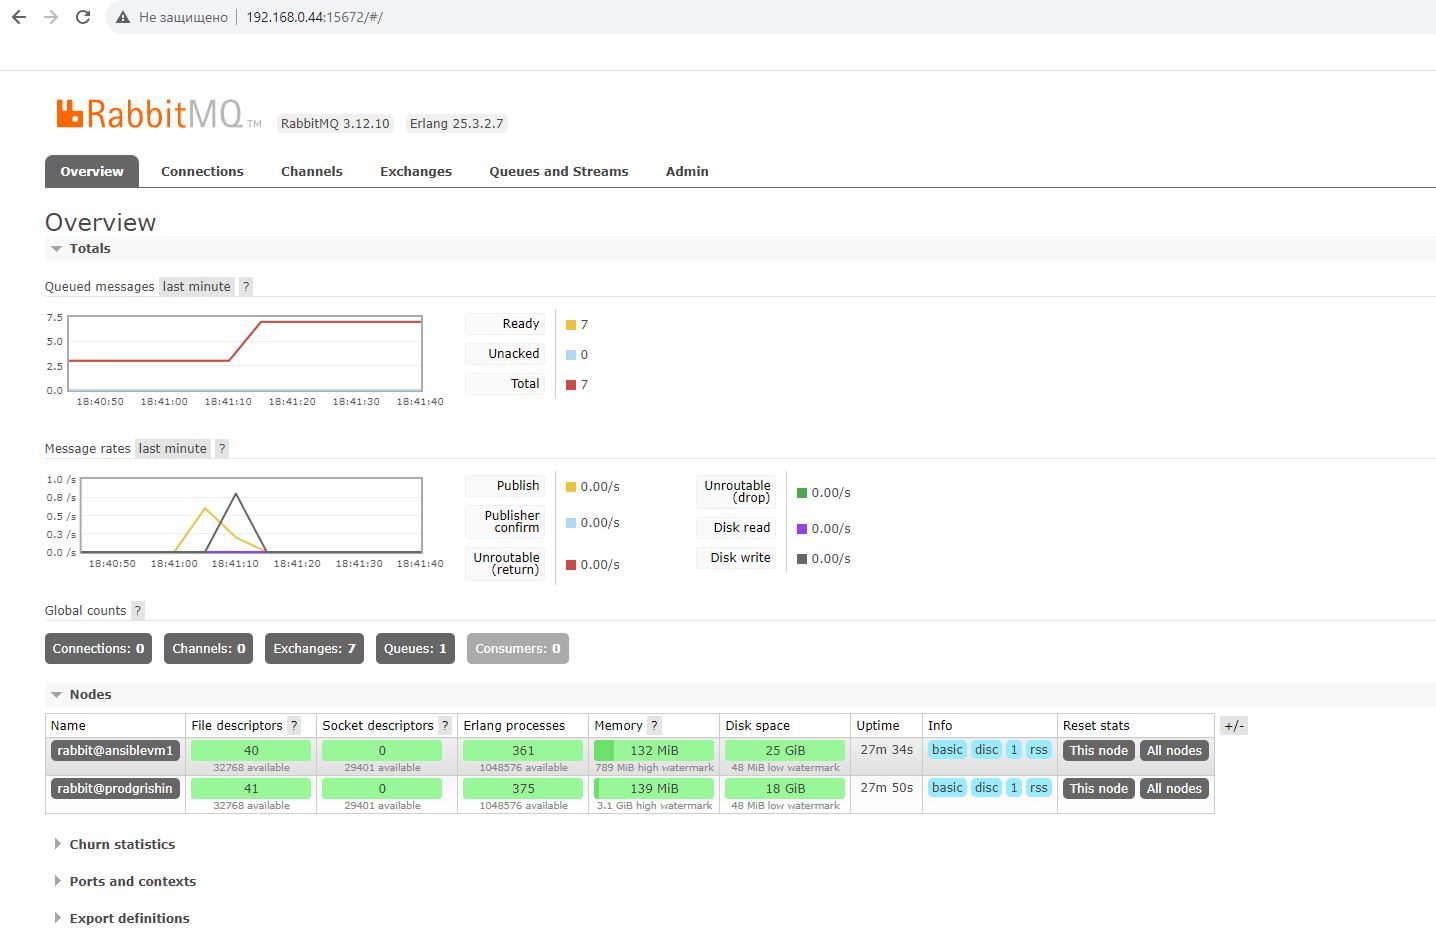 Не защищено 192.168.0.44:15672/#/
RabbitMQ TM RabbitMQ 3.12.10 Erlang 25.3.2.7
Overview Connections Channels Exchanges Queues and Streams Admin
Overview
Totals
Queued messages last minute ?
7.5
5.0
2.5
0.0
18:40:50 18:41:00 18:41:10 18:41:20 18:41:30 18:41:40
Ready 7
Unacked 0
Total 7
Message rates last minute ?
1.0 /s
0.8 /s
0.5 /s
0.3 /s
0.0 /s
18:40:50 18:41:00 18:41:10 18:41:20 18:41:30 18:41:40
Publish 0.00/s
Publisher
confirm 0.00/s
Unroutable
(return) 0.00/s
Unroutable
(drop) 0.00/s
Disk read 0.00/s
Disk write 0.00/s
Global counts ?
Connections: 0 Channels: 0 Exchanges: 7 Queues: 1 Consumers: 0
Nodes
Name File descriptors ? Socket descriptors ? Erlang processes Memory ? Disk space Uptime Info Reset stats +/-
rabbit@ansiblevm1 40 0 361 132 MiB 25 GiB 27m 34s basic disc 1 rss This node All nodes
32768 available 29401 available 1048576 available 789 MiB high watermark 48 MiB low watermark
rabbit@prodgrishin 41 0 375 139 MiB 18 GiB 27m 50s basic disc 1 rss This node All nodes
32768 available 29401 available 1048576 available 3.1 GiB high watermark 48 MiB low watermark
Churn statistics
Ports and contexts
Export definitions